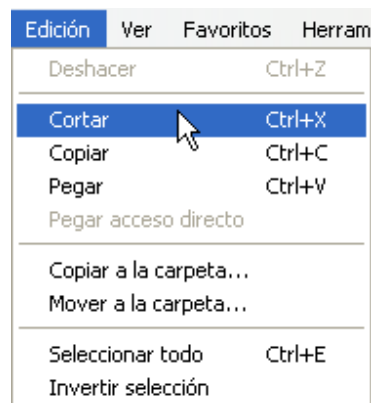 Edición Ver Favoritos Herram
Deshacer Ctrl+Z
Cortar Ctrl+X
Copiar Ctrl+C
Pegar Ctrl+V
Pegar acceso directo
Copiar a la carpeta...
Mover a la carpeta...
Seleccionar todo Ctrl+E
Invertir selección